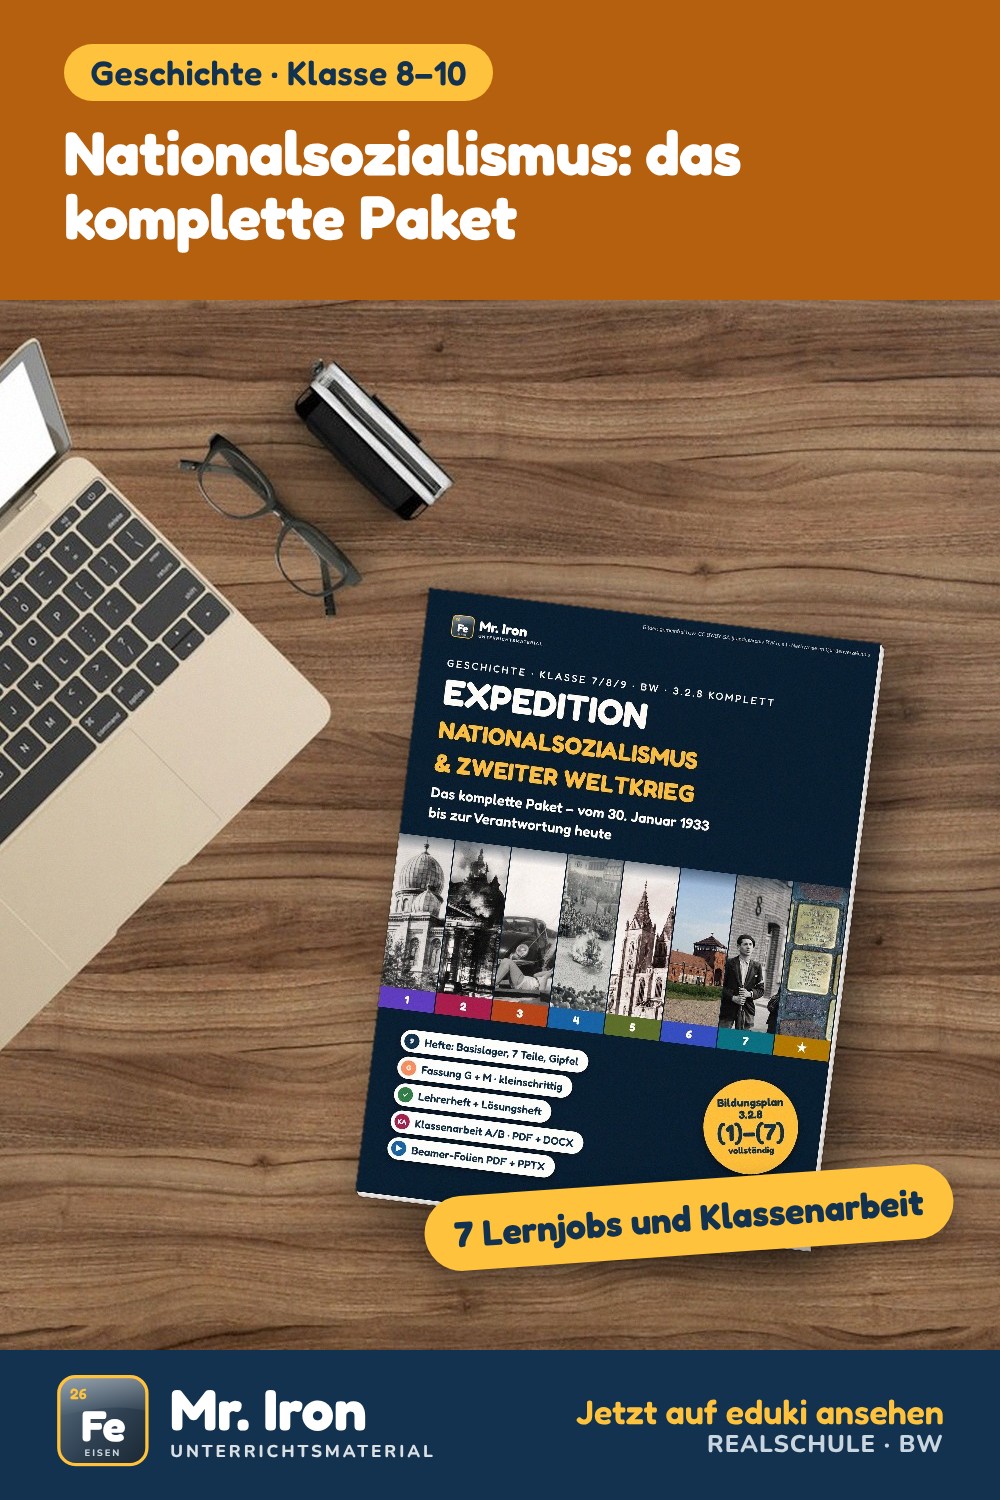 Geschichte · Klasse 8–10
Nationalsozialismus: das
komplette Paket
Fe
Mr. Iron
UNTERRICHTSMATERIAL
GESCHICHTE · KLASSE 7/8/9 · BW · 3.2.8 KOMPLETT
EXPEDITION
NATIONALSOZIALISMUS
& ZWEITER WELTKRIEG
Das komplette Paket – vom 30. Januar 1933
bis zur Verantwortung heute
1 2 3 4 5 6 7 ★
9 Hefte: Basislager, 7 Teile, Gipfel
G Fassung G + M · kleinschrittig
✓ Lehrerheft + Lösungsheft
KA Klassenarbeit A/B · PDF + DOCX
Beamer-Folien PDF + PPTX
Bildungsplan
3.2.8
(1)–(7)
vollständig
7 Lernjobs und Klassenarbeit
26
Fe
EISEN
Mr. Iron
UNTERRICHTSMATERIAL
Jetzt auf eduki ansehen
REALSCHULE · BW